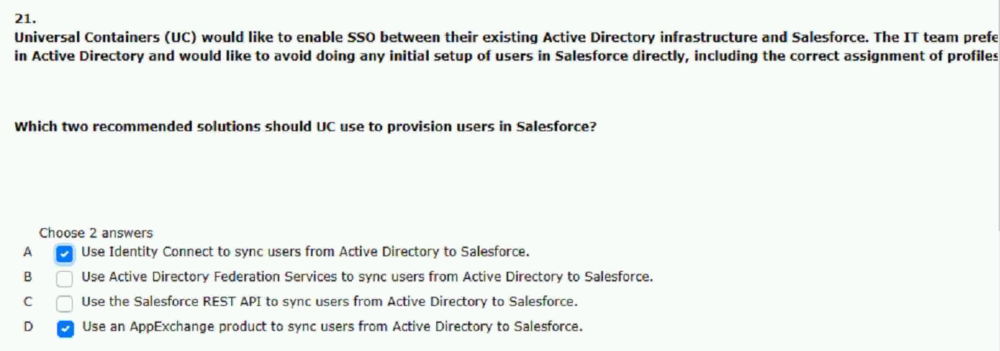 21.
Universal Containers (UC) would like to enable SSO between their existing Active Directory infrastructure and Salesforce. The IT team prefe
in Active Directory and would like to avoid doing any initial setup of users in Salesforce directly, including the correct assignment of profiles
Which two recommended solutions should UC use to provision users in Salesforce?
Choose 2 answers
A Use Identity Connect to sync users from Active Directory to Salesforce.
B Use Active Directory Federation Services to sync users from Active Directory to Salesforce.
C Use the Salesforce REST API to sync users from Active Directory to Salesforce.
D Use an AppExchange product to sync users from Active Directory to Salesforce.